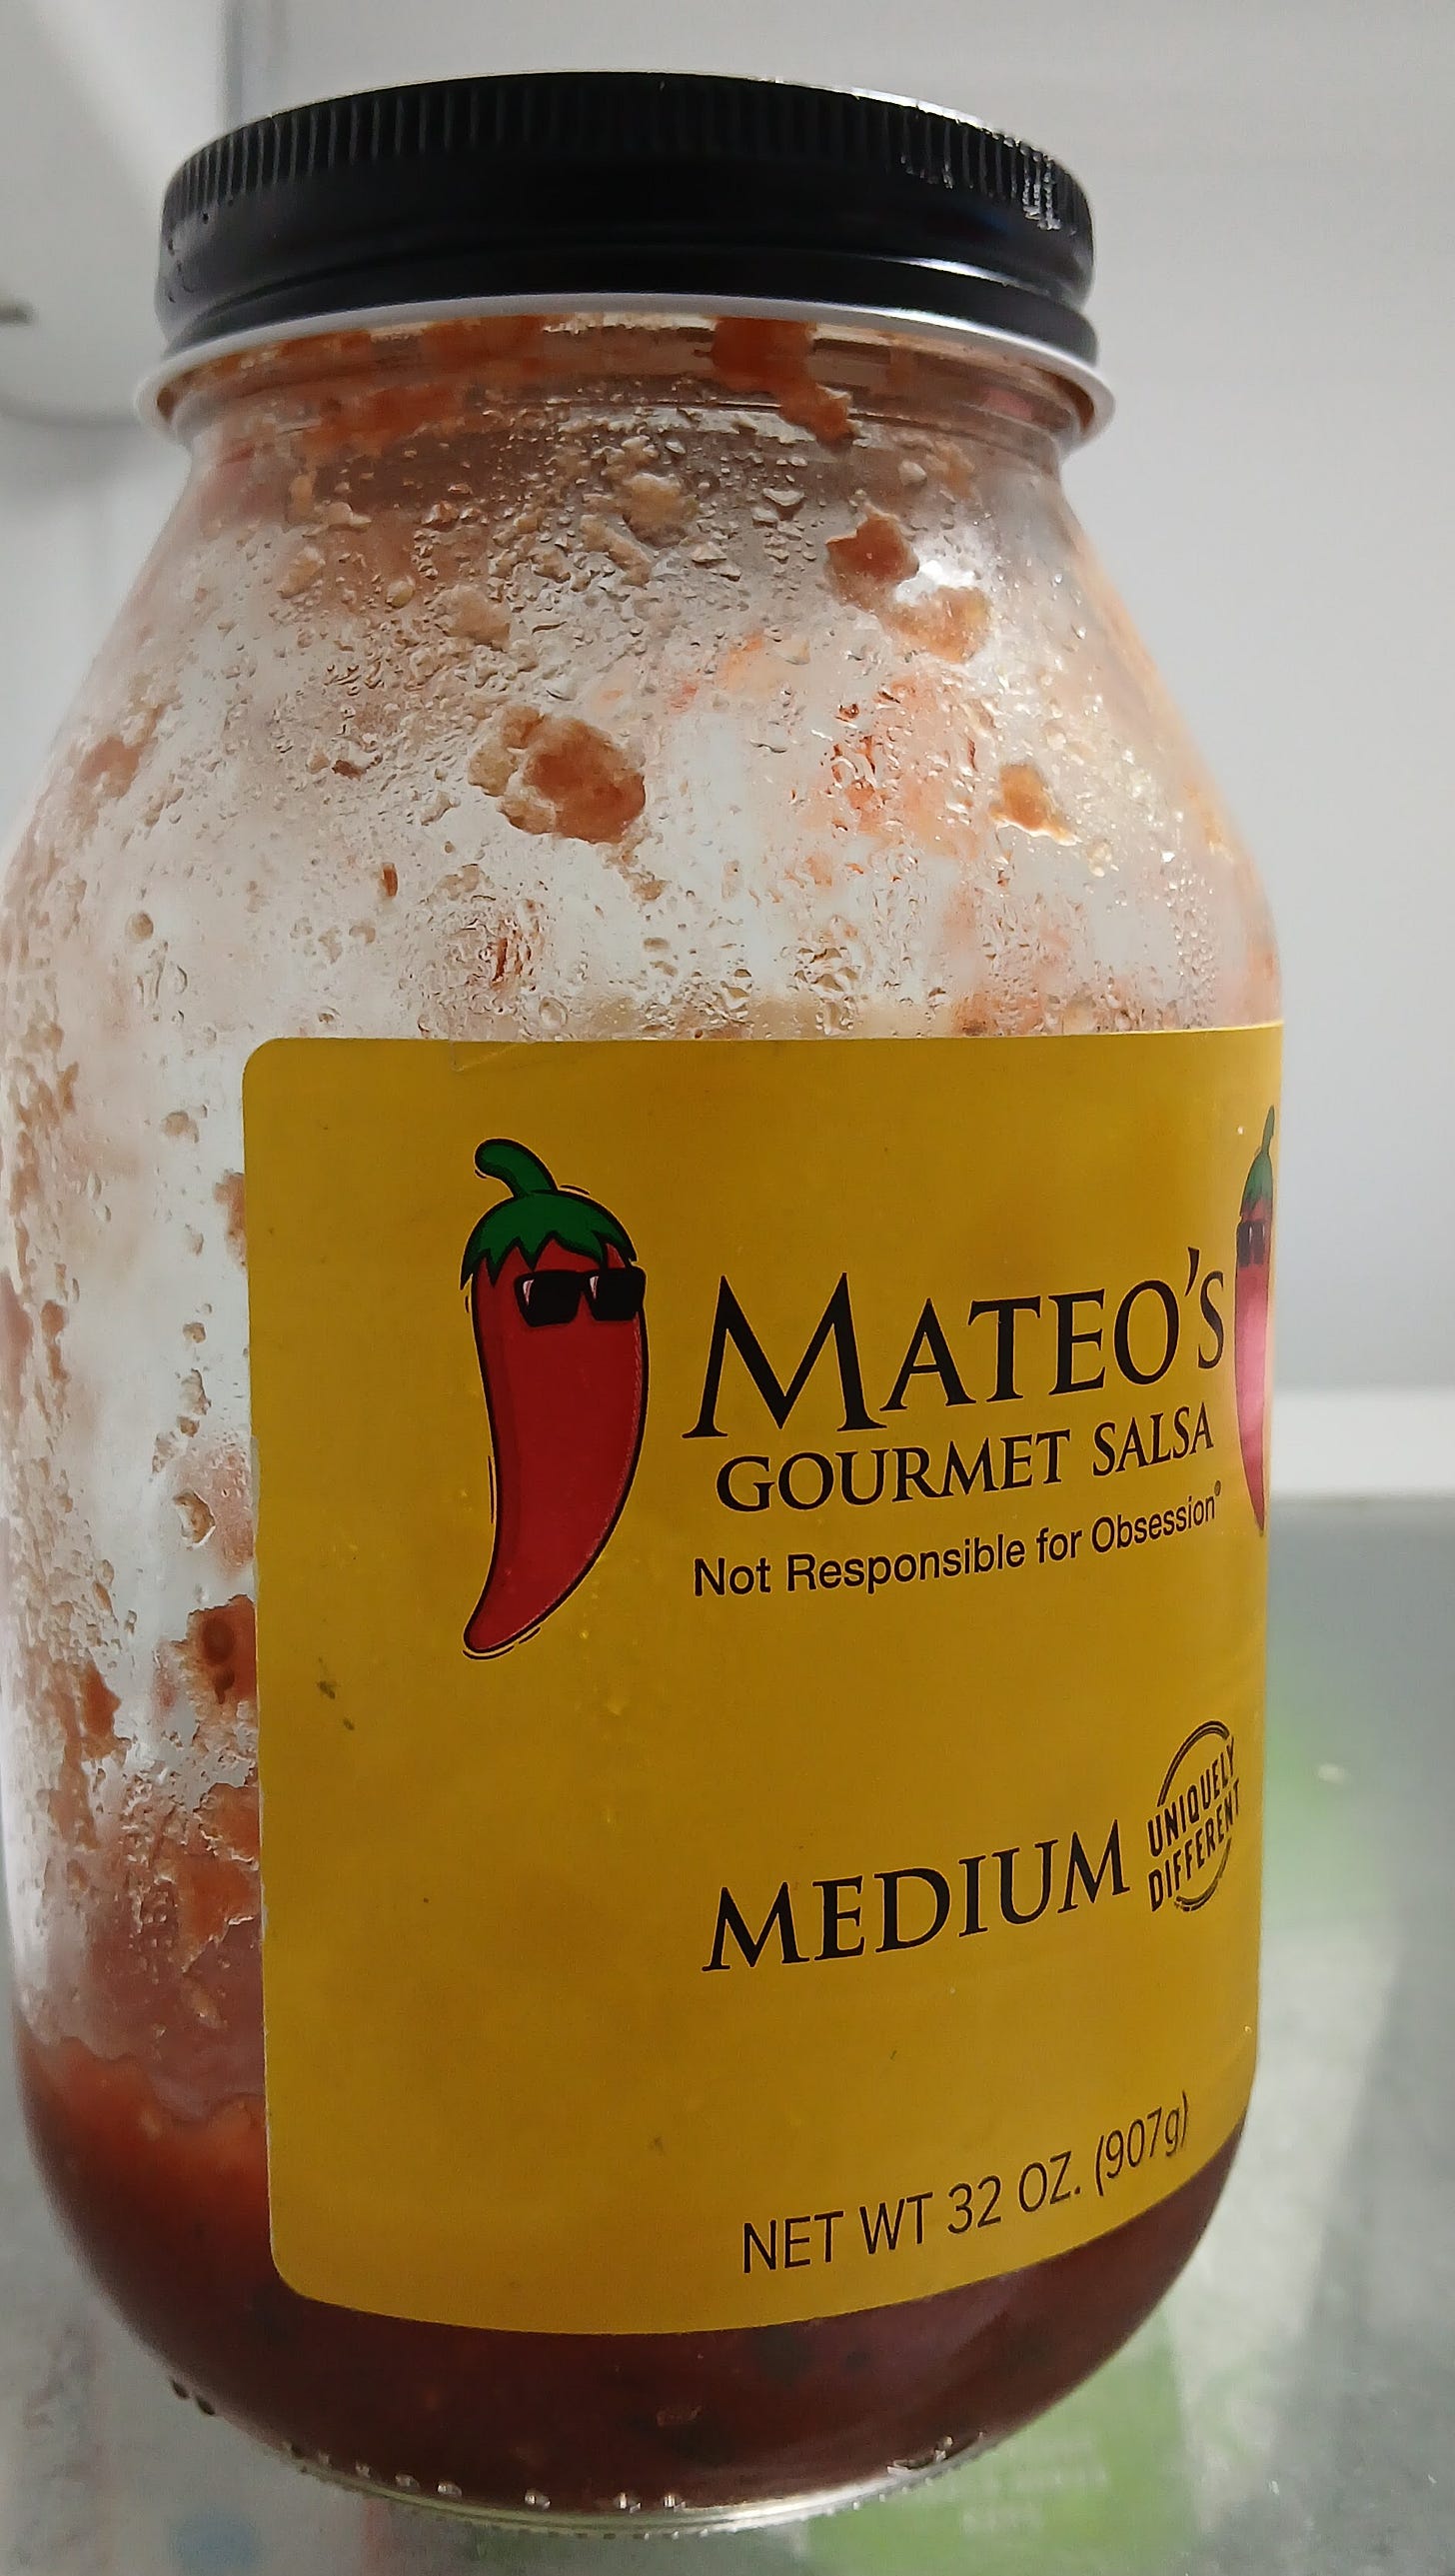 MATEO'S
GOURMET SALSA
Not Responsible for Obsession®
MEDIUM
UNIQUELY
DIFFERENT
NET WT 32 OZ. (907g)